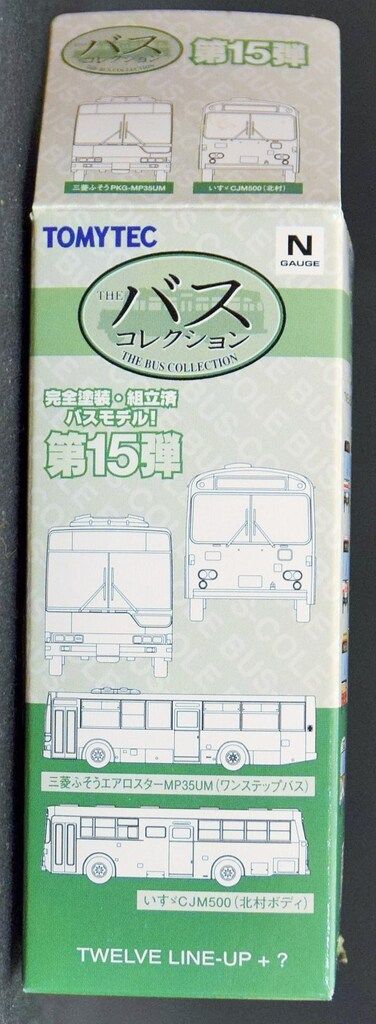 バス
コレクション
THE BUS COLLECTION
第15弾
三菱ふそうPKG-MP35UM
いすゞCJM500(北村)
TOMYTEC
N
GAUGE
THE
バス
コレクション
THE BUS COLLECTION
完全塗装・組立済
バスモデル!
第15弾
三菱ふそうエアロスターMP35UM(ワンステップバス)
いすゞCJM500(北村ボディ)
TWELVE LINE-UP + ?